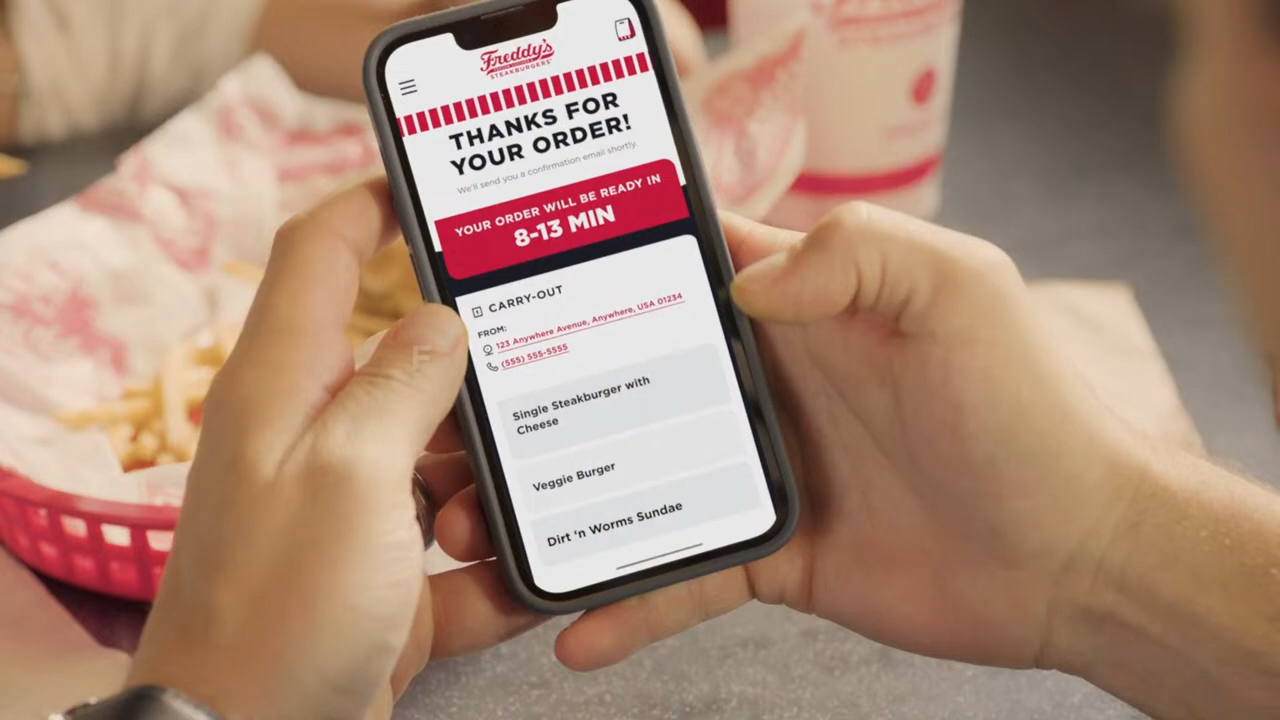 Freddy's
STEAKBURGERS
THANKS FOR
YOUR ORDER!
We'll send you a confirmation email shortly.
YOUR ORDER WILL BE READY IN
8-13 MIN
CARRY-OUT
FROM:
123 Anywhere Avenue, Anywhere, USA 01234
(555) 555-5555
Single Steakburger with
Cheese
Veggie Burger
Dirt ‘n Worms Sundae
F